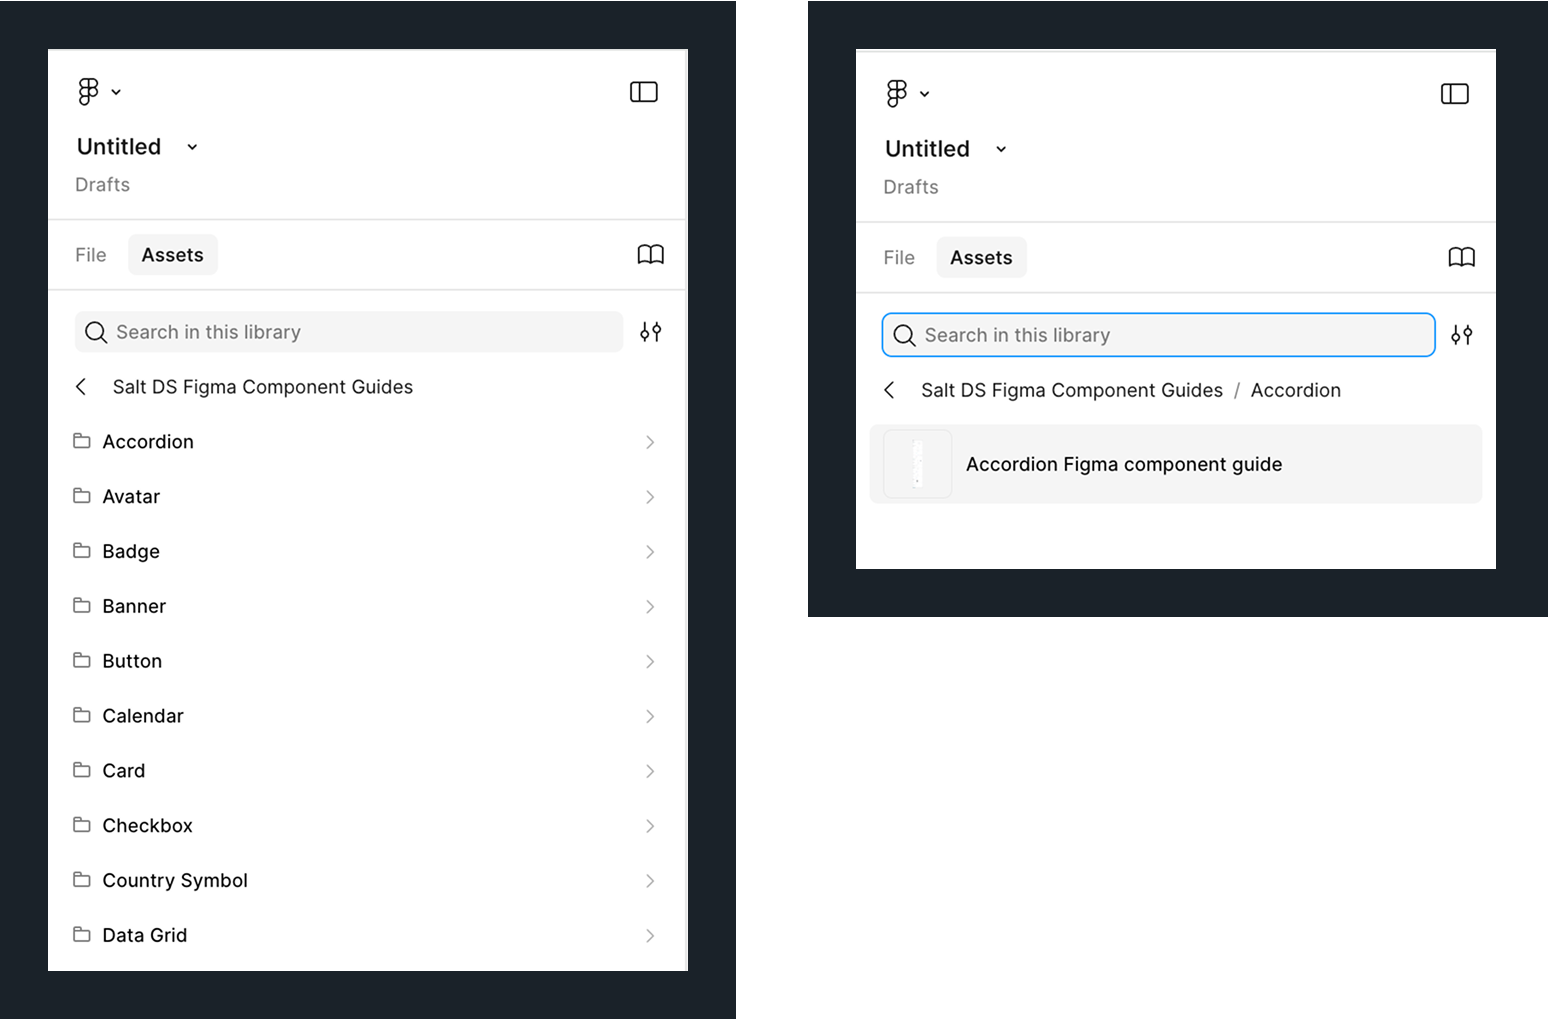 Untitled
Drafts
File Assets
Search in this library
Salt DS Figma Component Guides
Accordion
Avatar
Badge
Banner
Button
Calendar
Card
Checkbox
Country Symbol
Data Grid
Untitled
Drafts
File Assets
Search in this library
Salt DS Figma Component Guides / Accordion
Accordion Figma component guide